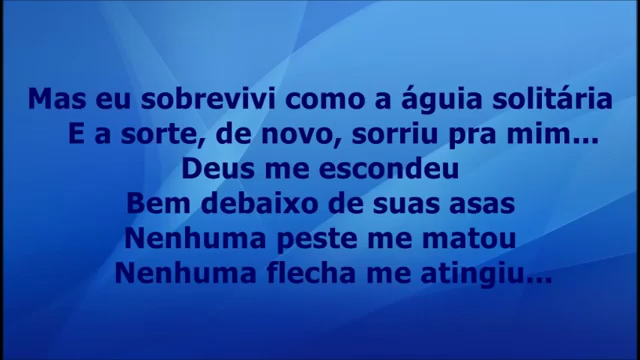 Mas eu sobrevivi como a águia solitária
E a sorte, de novo, sorriu pra mim...
Deus me escondeu
Bem debaixo de suas asas
Nenhuma peste me matou
Nenhuma flecha me atingiu...